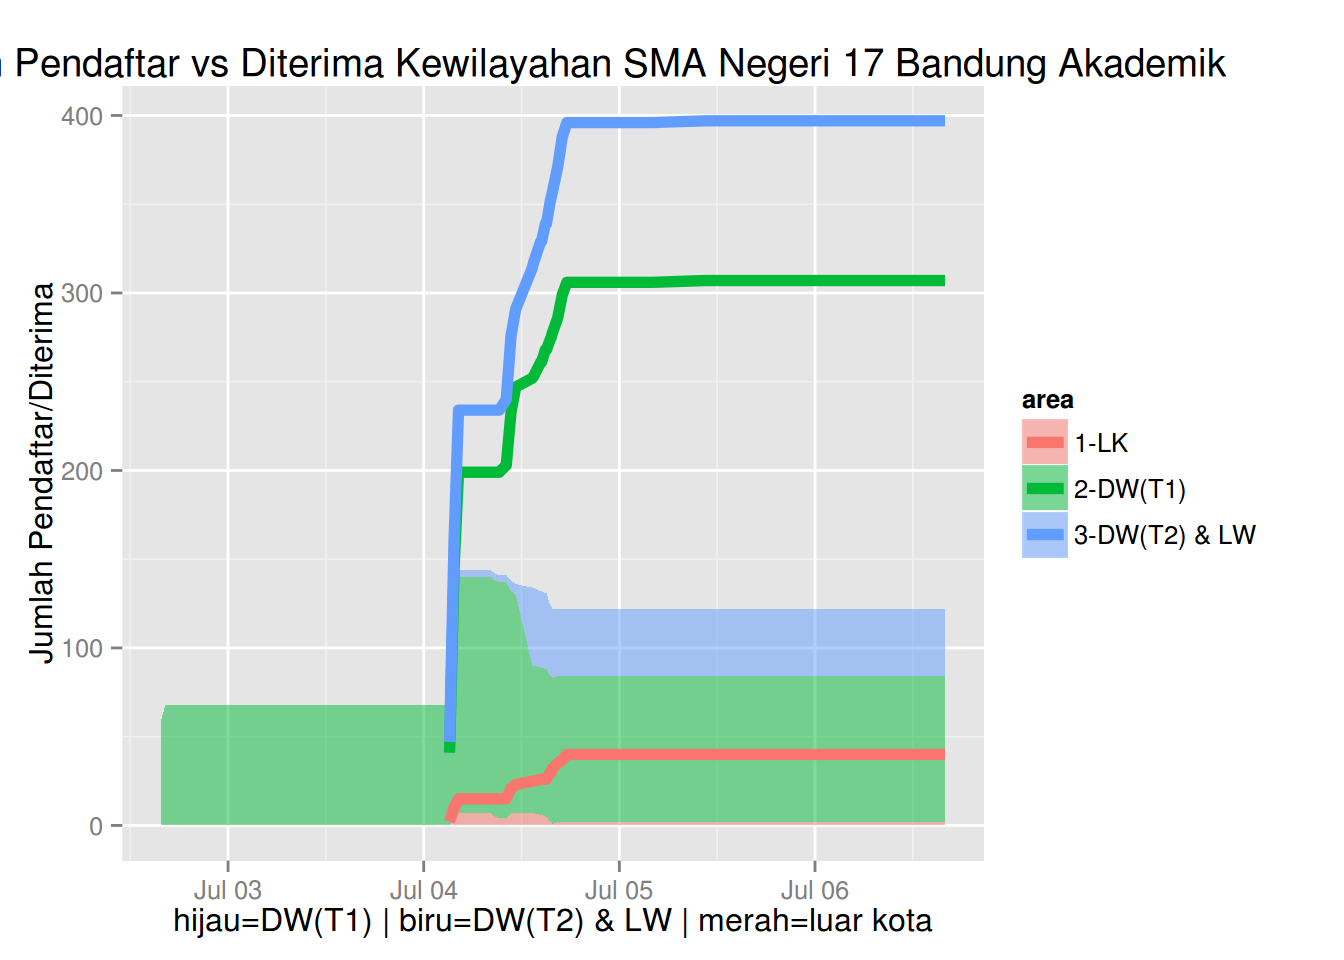 Pendaftar vs Diterima Kewilayahan SMA Negeri 17 Bandung Akademik
Jumlah Pendaftar/Diterima
400
300
200
100
0
Jul 03 Jul 04 Jul 05 Jul 06
hijau=DW(T1) | biru=DW(T2) & LW | merah=luar kota
area
1-LK
2-DW(T1)
3-DW(T2) & LW